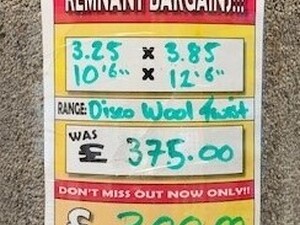 REMNANT BARGAINS!!!
3.25 x 3.85
10'6" x 12'6"
RANGE: Disco Wool Twist
WAS
£ 375.00
DON'T MISS OUT NOW ONLY!!
£